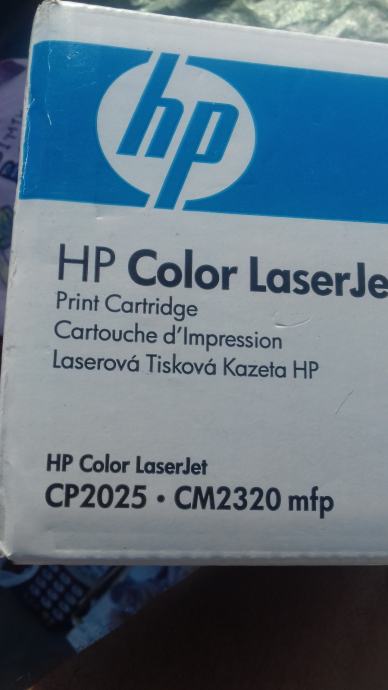 hp
HP Color LaserJe
Print Cartridge
Cartouche d'Impression
Laserová Tisková Kazeta HP
HP Color LaserJet
CP2025 • CM2320 mfp